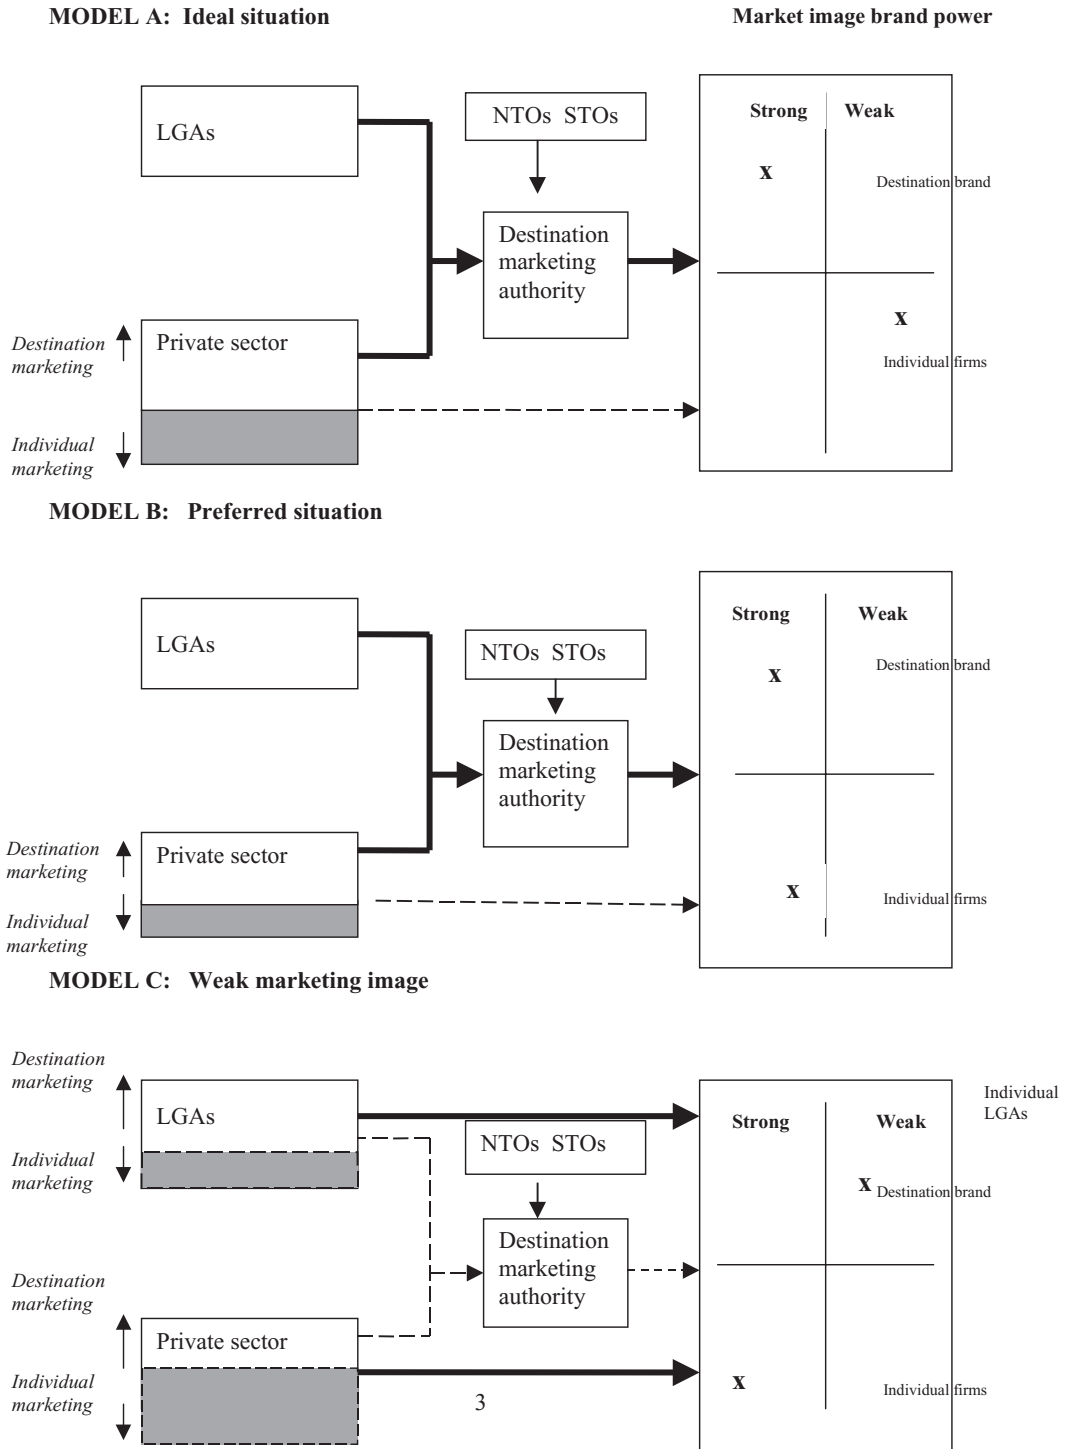 MODEL A: Ideal situation
Market image brand power
LGAs
NTOs STOs
Strong Weak
x
Destination brand
Destination
marketing
authority
x
Individual firms
Destination
marketing
Private sector
Individual
marketing
MODEL B: Preferred situation
LGAs
NTOs STOs
Strong Weak
Destination brand
x
Destination
marketing
authority
Destination
marketing
Private sector
Individual
marketing
x
Individual firms
MODEL C: Weak marketing image
Destination
marketing
LGAs
Individual
marketing
NTOs STOs
Strong Weak
Individual
LGAs
x Destination brand
Destination
marketing
authority
Destination
marketing
Private sector
Individual
marketing
3
x
Individual firms